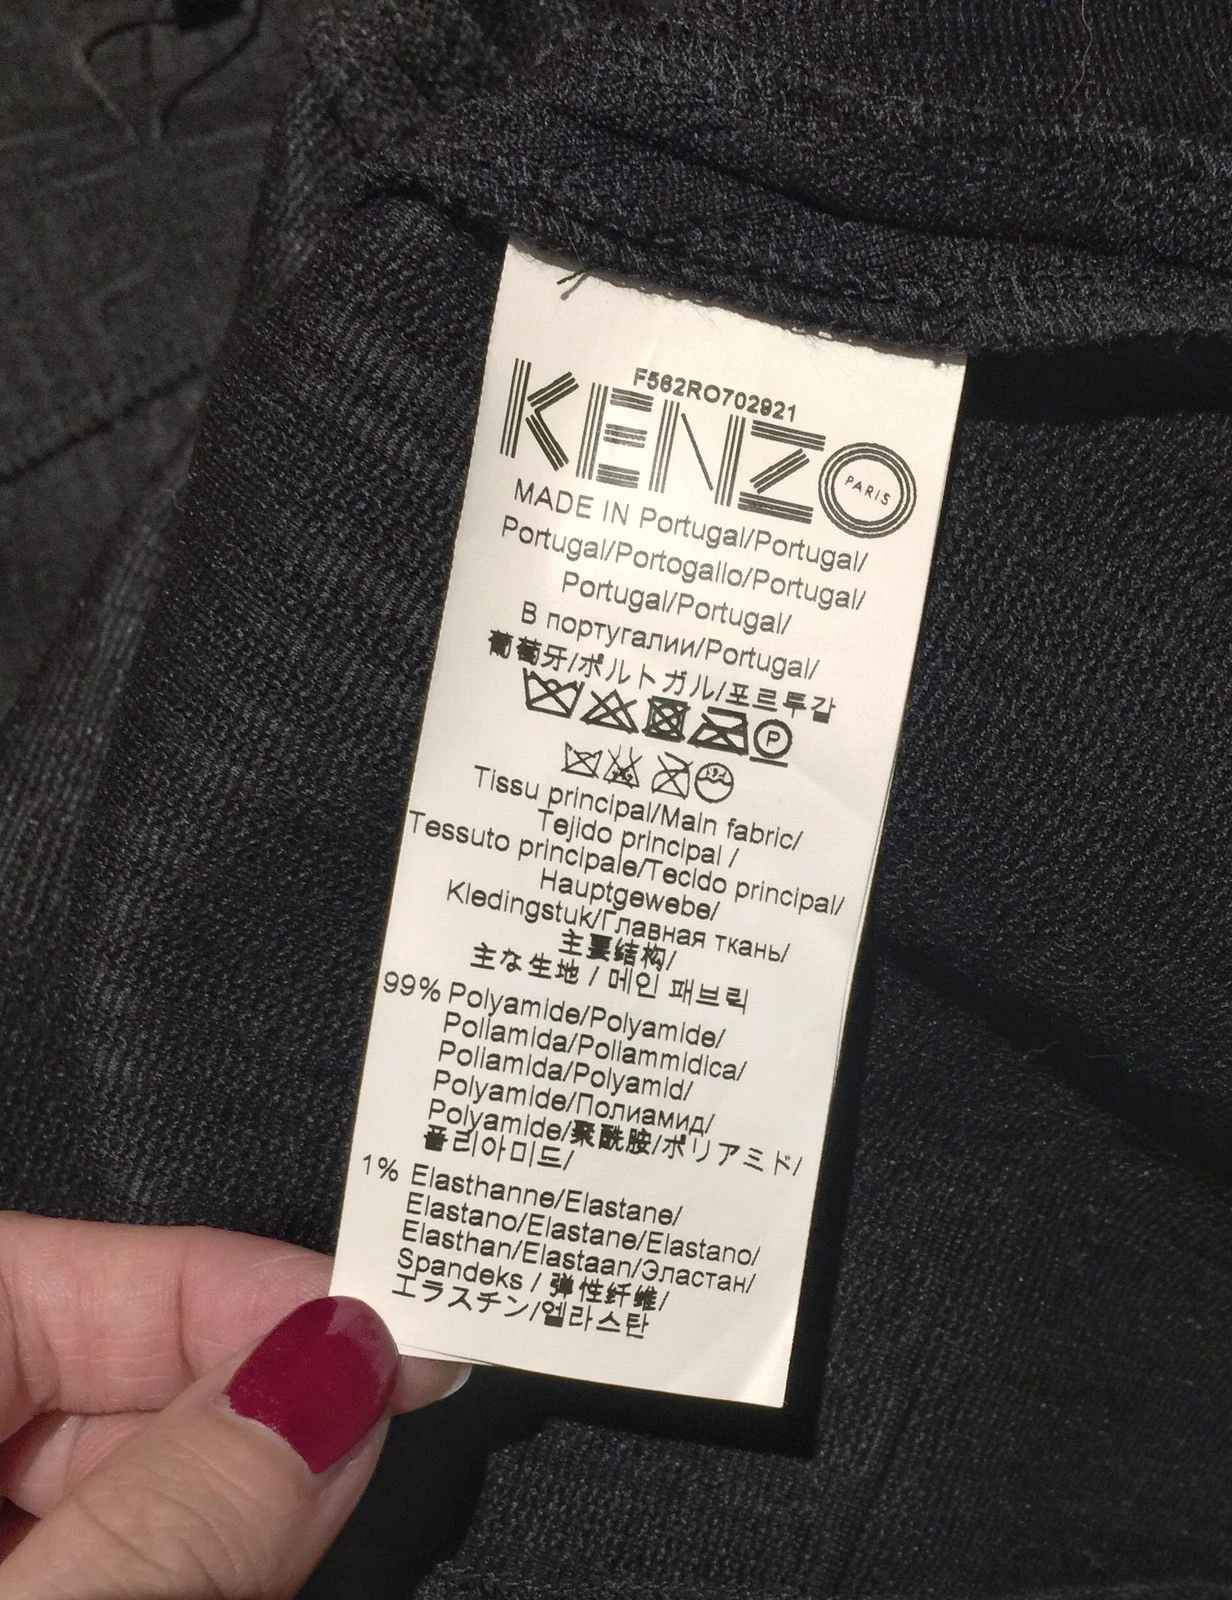 F562RO702921
KENZO
PARIS
MADE IN Portugal/Portugal/
Portugal/Portogallo/Portugal/
Portugal/Portugal/
В португалии/Portugal/
葡萄牙/ポルトガル/포르투갈
P
Tissu principal/Main fabric/
Tejido principal /
Tessuto principale/Tecido principal/
Hauptgewebe/
Kledingstuk/Главная ткань/
主要结构/
主な生地 / 메인 패브릭
99% Polyamide/Polyamide/
Poliamida/Poliammidica/
Poliamida/Polyamid/
Polyamide/Полиамид/
Polyamide/聚酰胺/ポリアミド/
폴리아미드/
1% Elasthanne/Elastane/
Elastano/Elastane/Elastano/
Elasthan/Elastaan/Эластан/
Spandeks / 弹性纤维/
エラスチン/엘라스탄